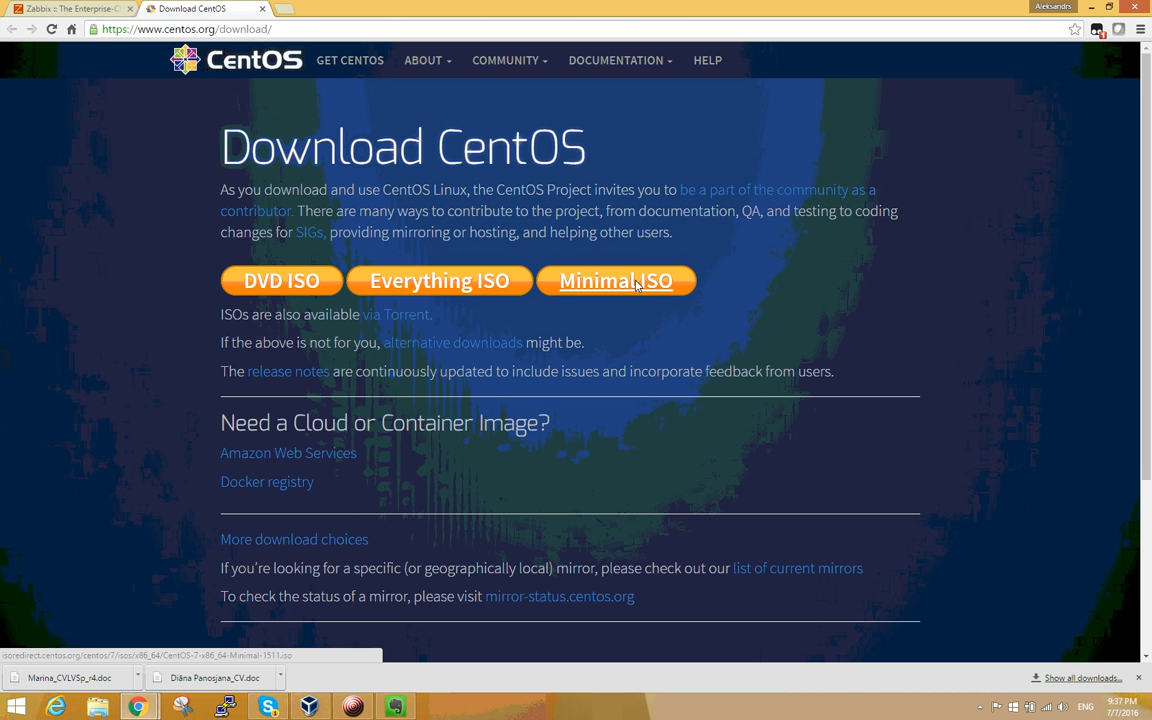 Zabbix :: The Enterprise-Cl
Download CentOS
Aleksandrs
https://www.centos.org/download/
CentOS
GET CENTOS
ABOUT
COMMUNITY
DOCUMENTATION
HELP
Download CentOS
As you download and use CentOS Linux, the CentOS Project invites you to be a part of the community as a
contributor. There are many ways to contribute to the project, from documentation, QA, and testing to coding
changes for SIGs, providing mirroring or hosting, and helping other users.
DVD ISO
Everything ISO
Minimal ISO
ISOs are also available via Torrent.
If the above is not for you, alternative downloads might be.
The release notes are continuously updated to include issues and incorporate feedback from users.
Need a Cloud or Container Image?
Amazon Web Services
Docker registry
More download choices
If you're looking for a specific (or geographically local) mirror, please check out our list of current mirrors
To check the status of a mirror, please visit mirror-status.centos.org
isoredirect.centos.org/centos/7/isos/x86_64/CentOS-7-x86_64-Minimal-1511.iso
Marina_CVLVSp_r4.doc
Diāna Panosjana_CV.doc
Show all downloads...
ENG
9:37 PM
7/7/2016